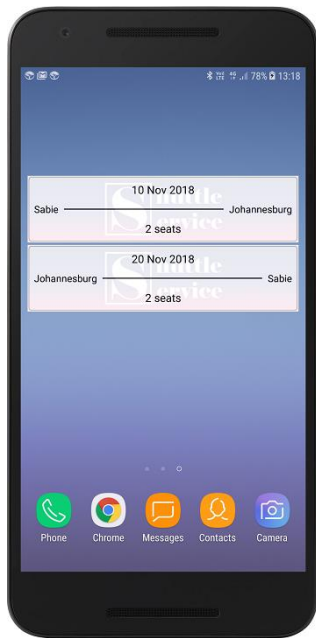 78% 13:18
10 Nov 2018
Sabie Johannesburg
2 seats
Shuttle
Service
20 Nov 2018
Johannesburg Sabie
2 seats
Shuttle
Service
Phone Chrome Messages Contacts Camera